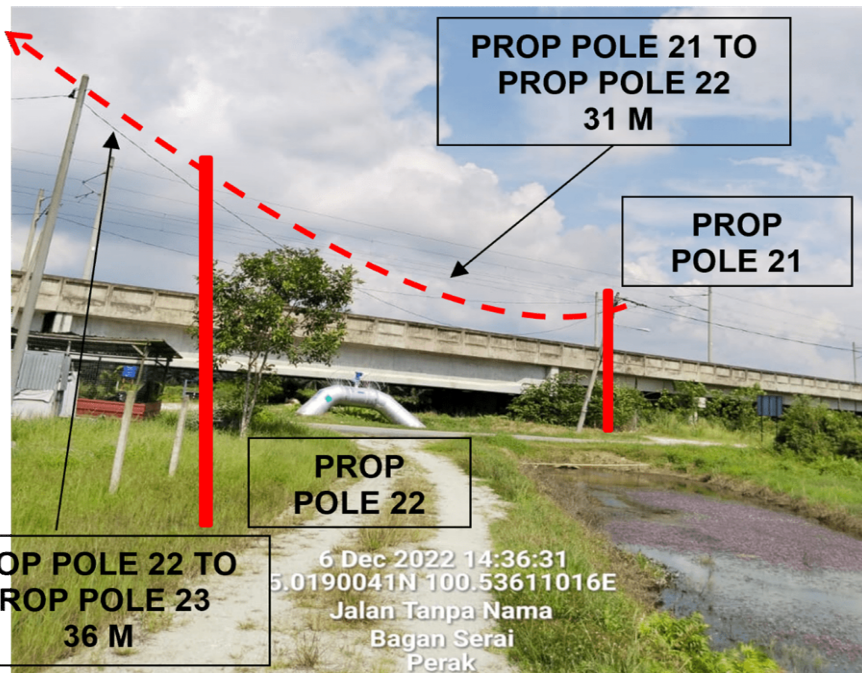 PROP POLE 21 TO
PROP POLE 22
31 M
PROP
POLE 21
PROP
POLE 22
OP POLE 22 TO
ROP POLE 23
36 M
6 Dec 2022 14:36:31
5.0190041N 100.53611016E
Jalan Tanpa Nama
Bagan Serai
Perak